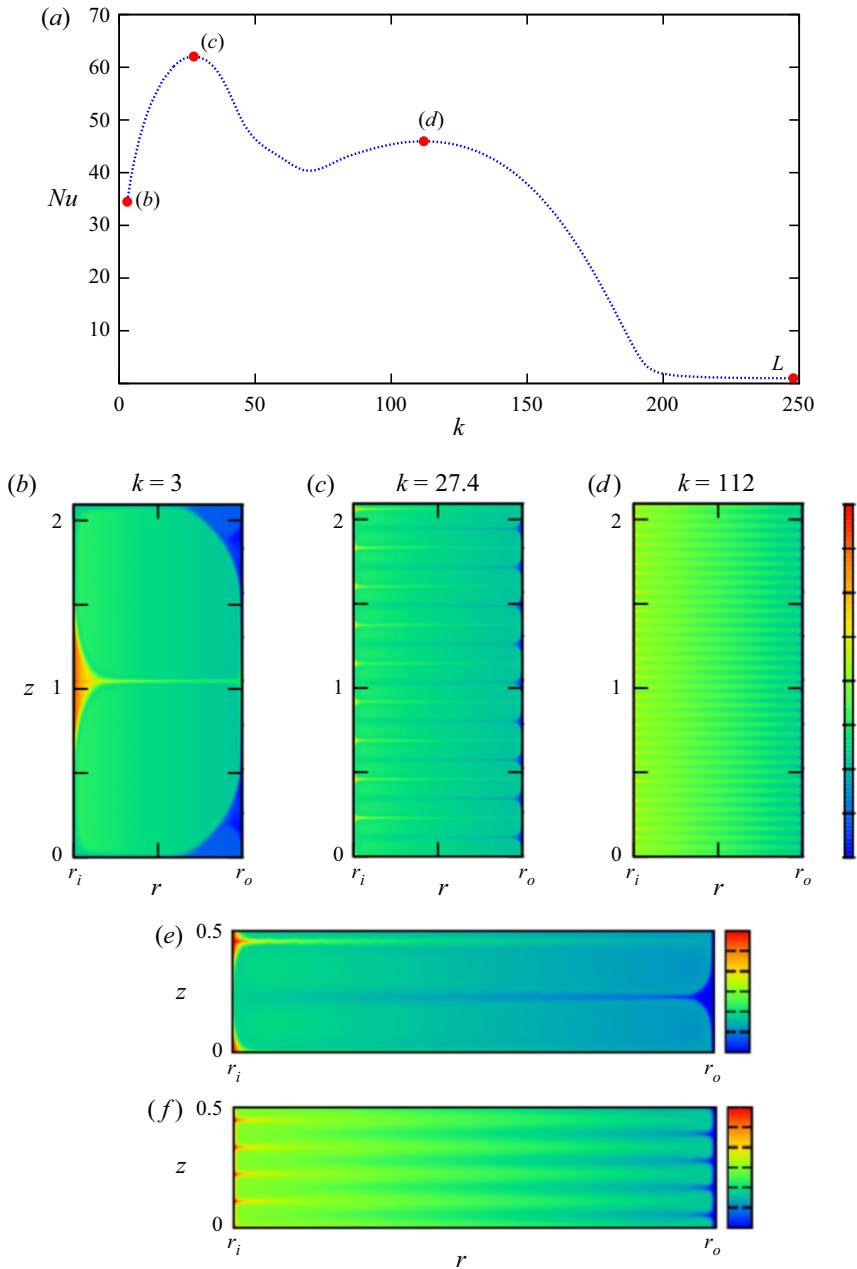 (a)
70
60
50
40
30
20
10
Nu
(b)
(c)
(d)
L
0
50
100
150
200
250
k
(b) k = 3
(c) k = 27.4
(d) k = 112
2
1
0
z
r_i r r_o
2
1
0
r_i r r_o
2
1
0
r_i r r_o
(e)
0.5
z
0
r_i r_o
(f)
0.5
z
0
r_i r_o
r